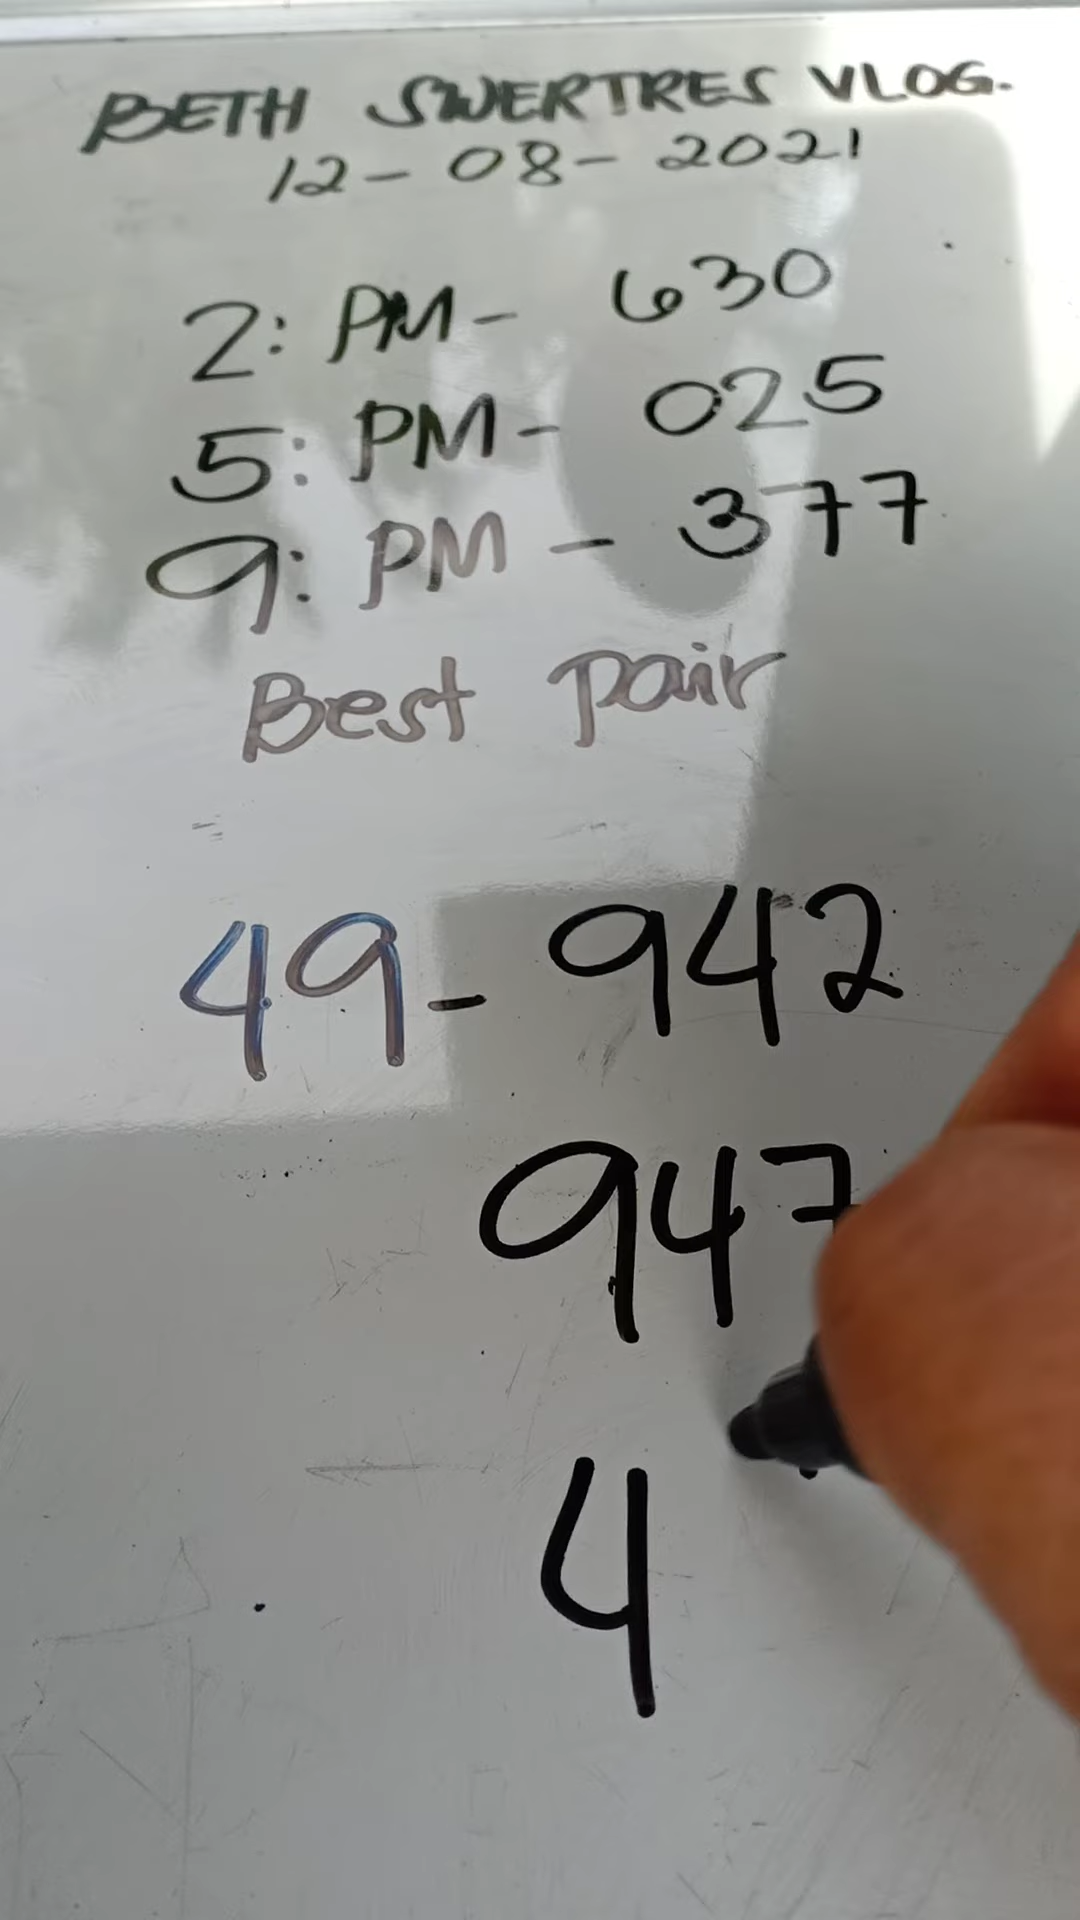 BETH SWERTRES VLOG.
12-08-2021
2: PM- 630
5: PM- 025
9: PM - 377
Best pair
49- 942
947
4